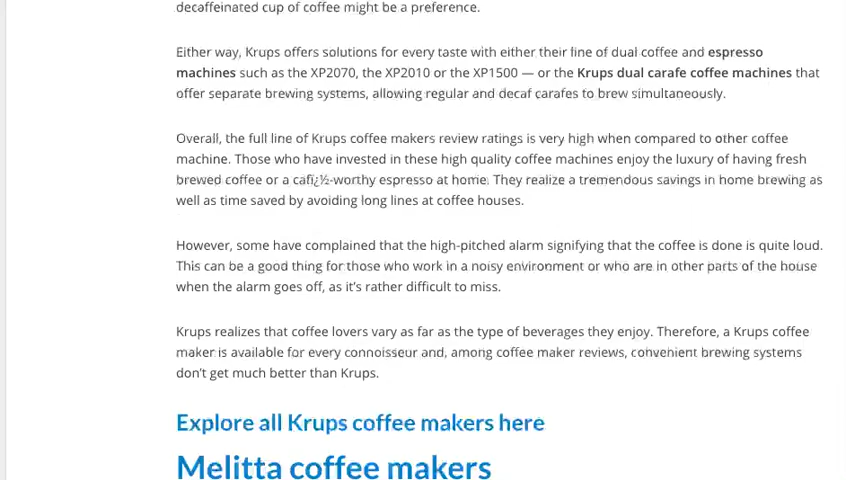 decaffeinated cup of coffee might be a preference.
Either way, Krups offers solutions for every taste with either their line of dual coffee and espresso
machines such as the XP2070, the XP2010 or the XP1500 — or the Krups dual carafe coffee machines that
offer separate brewing systems, allowing regular and decaf carafes to brew simultaneously.
Overall, the full line of Krups coffee makers review ratings is very high when compared to other coffee
machine. Those who have invested in these high quality coffee machines enjoy the luxury of having fresh
brewed coffee or a cafï¿½-worthy espresso at home. They realize a tremendous savings in home brewing as
well as time saved by avoiding long lines at coffee houses.
However, some have complained that the high-pitched alarm signifying that the coffee is done is quite loud.
This can be a good thing for those who work in a noisy environment or who are in other parts of the house
when the alarm goes off, as it's rather difficult to miss.
Krups realizes that coffee lovers vary as far as the type of beverages they enjoy. Therefore, a Krups coffee
maker is available for every connoisseur and, among coffee maker reviews, convenient brewing systems
don't get much better than Krups.
Explore all Krups coffee makers here
Melitta coffee makers